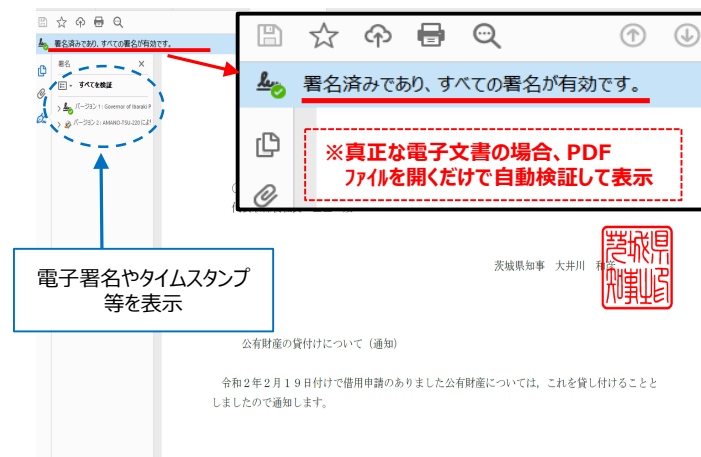 署名済みであり、すべての署名が有効です。
署名済みであり、すべての署名が有効です。
署名 ×
すべてを検証
※真正な電子文書の場合、PDF
ファイルを開くだけで自動検証して表示
バージョン 1 : Governor of Ibaraki P
バージョン 2 : AMANO-TSU-220 によ
電子署名やタイムスタンプ
等を表示
茨城県知事 大井川 和彦
公有財産の貸付けについて（通知）
令和２年２月１９日付けで借用申請のありました公有財産については，これを貸し付けることと
しましたので通知します。